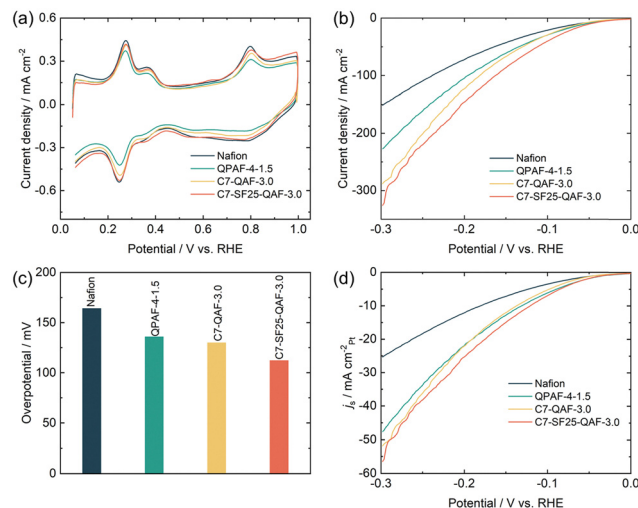 (a)
0.6
0.3
0.0
-0.3
-0.6
Current density / mA cm⁻²
Nafion
QPAF-4-1.5
C7-QAF-3.0
C7-SF25-QAF-3.0
0.0 0.2 0.4 0.6 0.8 1.0
Potential / V vs. RHE
(b)
0
-100
-200
-300
Current density / mA cm⁻²
Nafion
QPAF-4-1.5
C7-QAF-3.0
C7-SF25-QAF-3.0
-0.3 -0.2 -0.1 0.0
Potential / V vs. RHE
(c)
200
150
100
50
0
Overpotential / mV
Nafion
QPAF-4-1.5
C7-QAF-3.0
C7-SF25-QAF-3.0
(d)
0
-10
-20
-30
-40
-50
-60
jₛ / mA cm⁻²Pt
Nafion
QPAF-4-1.5
C7-QAF-3.0
C7-SF25-QAF-3.0
-0.3 -0.2 -0.1 0.0
Potential / V vs. RHE